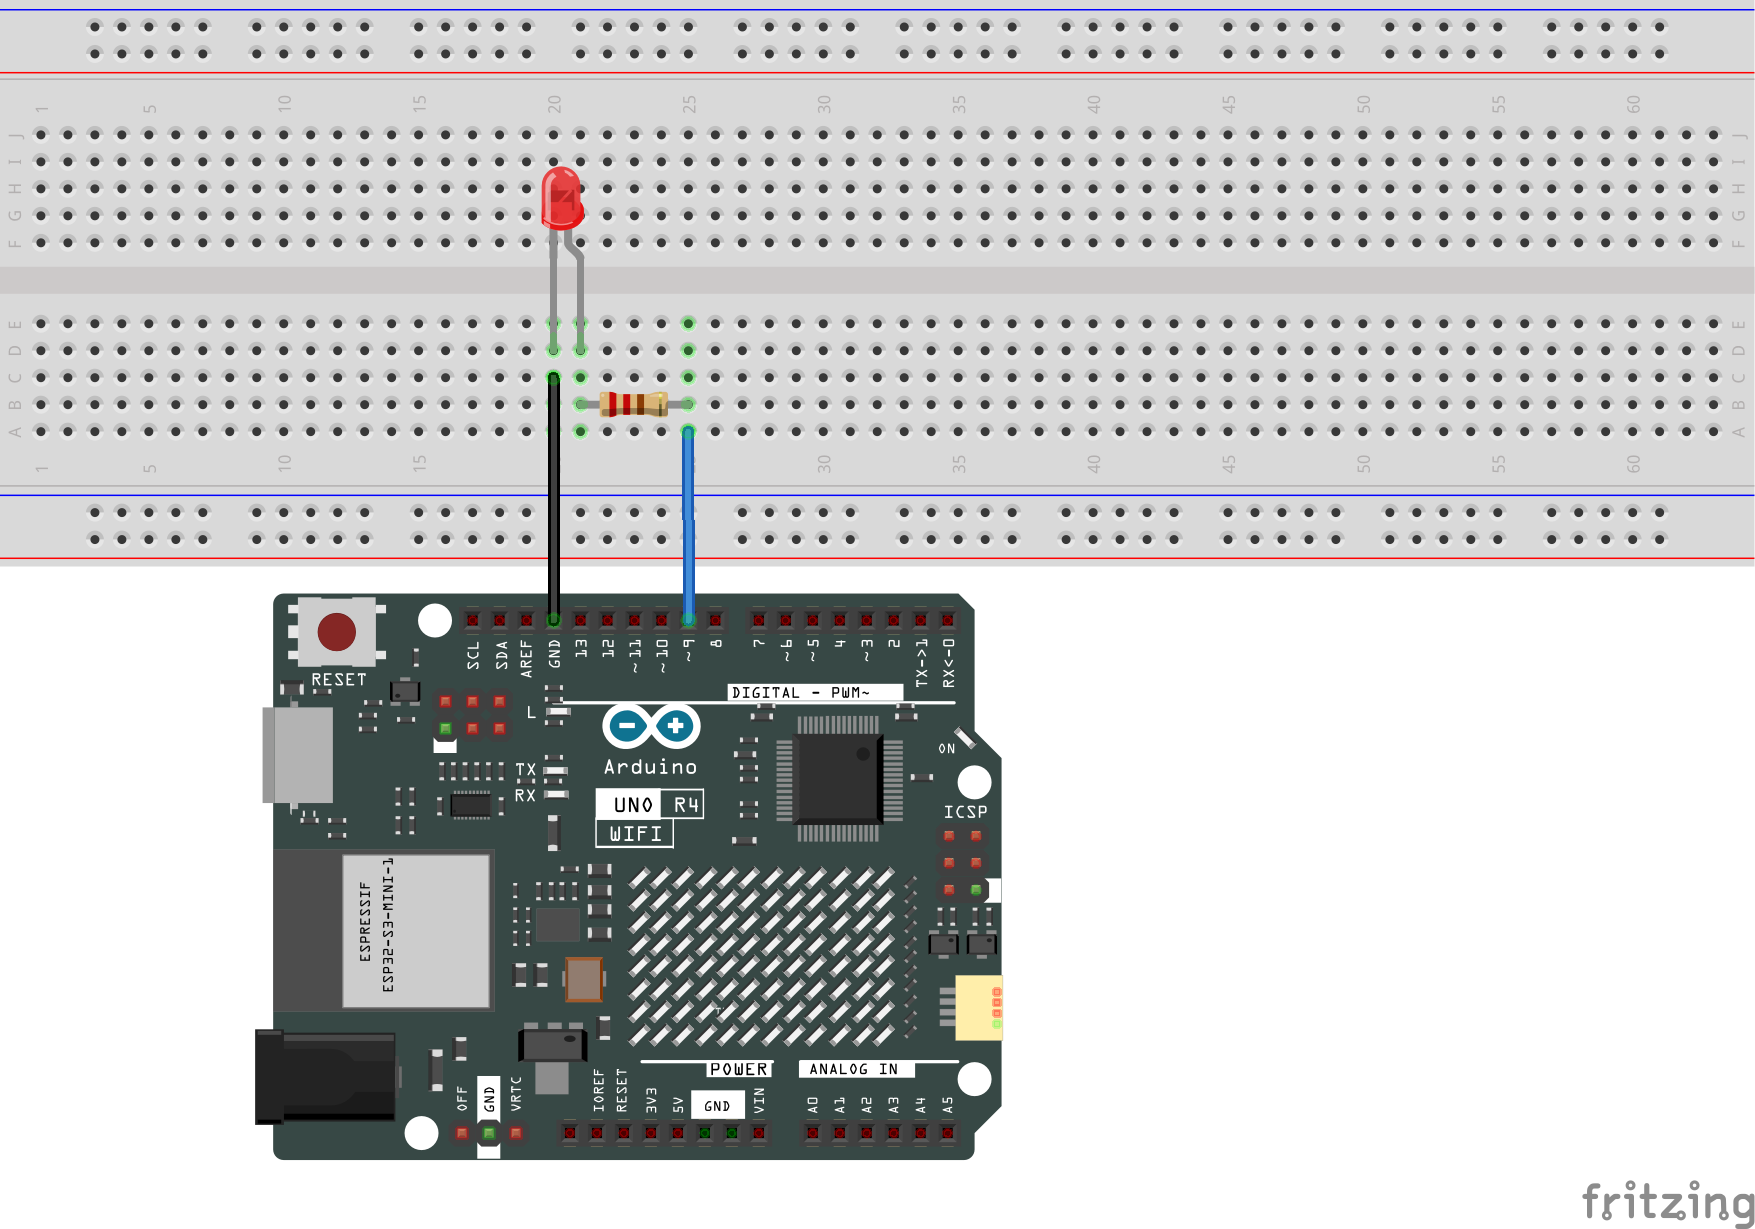 1 5 10 15 20 25 30 35 40 45 50 55 60
J J
I I
H H
G G
F F
E E
D D
C C
B B
A A
1 5 10 15 30 35 40 45 50 55 60
RESET
SCL SDA AREF GND 13 12 ~11 ~10 ~9 8 7 ~6 ~5 4 ~3 2 TX->1 RX<-0
DIGITAL - PWM~
L
ON
TX
RX
Arduino
UNO R4
WIFI
ICSP
ESPRESSIF
ESP32-S3-MINI-1
POWER
ANALOG IN
OFF GND VRTC
IOREF RESET 3V3 5V GND VIN
A0 A1 A2 A3 A4 A5
fritzing